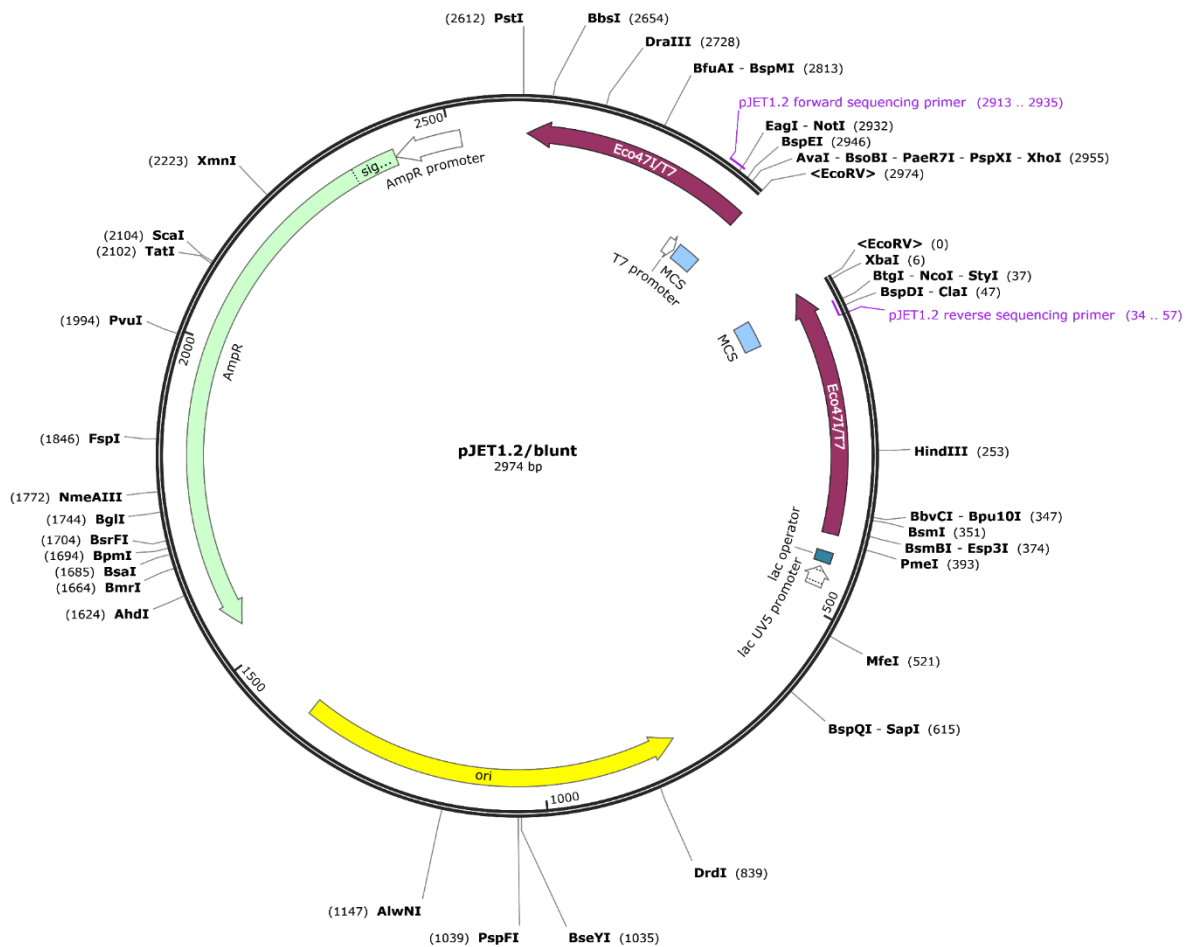 (2612) PstI
BbsI (2654)
DraIII (2728)
BfuAI - BspMI (2813)
pJET1.2 forward sequencing primer (2913 .. 2935)
EagI - NotI (2932)
BspEI (2946)
AvaI - BsoBI - PaeR7I - PspXI - XhoI (2955)
<EcoRV> (2974)
<EcoRV> (0)
XbaI (6)
BtgI - NcoI - StyI (37)
BspDI - ClaI (47)
pJET1.2 reverse sequencing primer (34 .. 57)
HindIII (253)
BbvCI - Bpu10I (347)
BsmI (351)
BsmBI - Esp3I (374)
PmeI (393)
500
MfeI (521)
BspQI - SapI (615)
DrdI (839)
1000
BseYI (1035)
(1039) PspFI
(1147) AlwNI
1500
(1624) AhdI
(1664) BmrI
(1685) BsaI
(1694) BpmI
(1704) BsrFI
(1744) BglI
(1772) NmeAIII
(1846) FspI
2000
(1994) PvuI
(2102) TatI
(2104) ScaI
(2223) XmnI
2500
AmpR promoter
sig...
AmpR
Eco47I/T7
T7 promoter
MCS
MCS
Eco47I/T7
lac operator
lac UV5 promoter
ori
pJET1.2/blunt
2974 bp